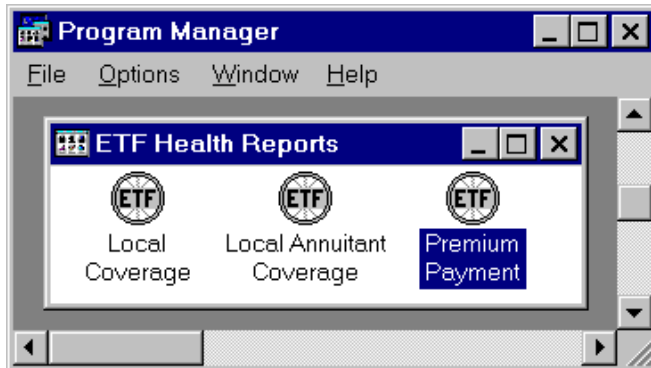 Program Manager
File Options Window Help
ETF Health Reports
ETF ETF ETF
Local Local Annuitant Premium
Coverage Coverage Payment